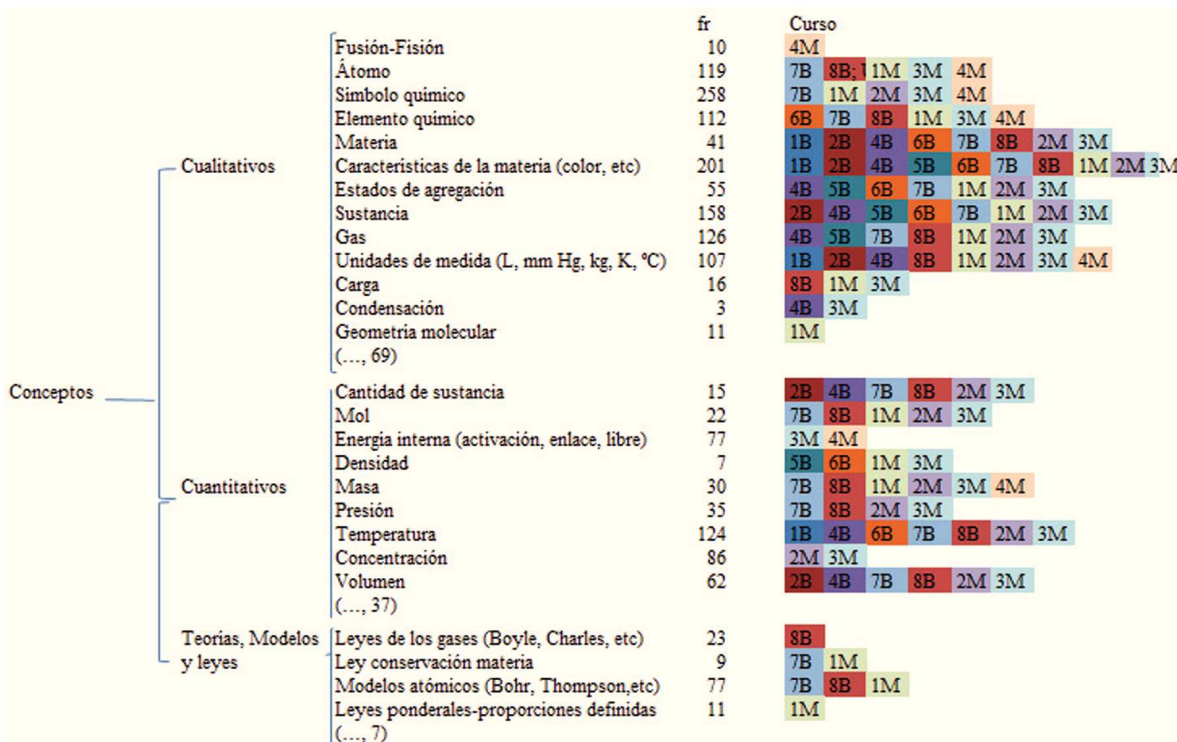 fr Curso
Fusión-Fisión 10 4M
Átomo 119 7B 8B; 1M 3M 4M
Simbolo químico 258 7B 1M 2M 3M 4M
Elemento químico 112 6B 7B 8B 1M 3M 4M
Materia 41 1B 2B 4B 6B 7B 8B 2M 3M
Cualitativos Características de la materia (color, etc) 201 1B 2B 4B 5B 6B 7B 8B 1M 2M 3M
Estados de agregación 55 4B 5B 6B 7B 1M 2M 3M
Sustancia 158 2B 4B 5B 6B 7B 1M 2M 3M
Gas 126 4B 5B 7B 8B 1M 2M 3M
Unidades de medida (L, mm Hg, kg, K, ºC) 107 1B 2B 4B 8B 1M 2M 3M 4M
Carga 16 8B 1M 3M
Condensación 3 4B 3M
Geometría molecular 11 1M
(..., 69)
Conceptos Cantidad de sustancia 15 2B 4B 7B 8B 2M 3M
Mol 22 7B 8B 1M 2M 3M
Energía interna (activación, enlace, libre) 77 3M 4M
Densidad 7 5B 6B 1M 3M
Cuantitativos Masa 30 7B 8B 1M 2M 3M 4M
Presión 35 7B 8B 2M 3M
Temperatura 124 1B 4B 6B 7B 8B 2M 3M
Concentración 86 2M 3M
Volumen 62 2B 4B 7B 8B 2M 3M
(..., 37)
Teorías, Modelos Leyes de los gases (Boyle, Charles, etc) 23 8B
y leyes Ley conservación materia 9 7B 1M
Modelos atómicos (Bohr, Thompson,etc) 77 7B 8B 1M
Leyes ponderales-proporciones definidas 11 1M
(..., 7)